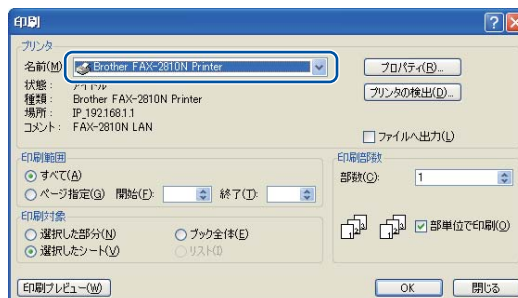 印刷
プリンタ
名前(M): Brother FAX-2810N Printer プロパティ(R)...
状態: アイドル
種類: Brother FAX-2810N Printer プリンタの検出(D)...
場所: IP_192.168.1.1
コメント: FAX-2810N LAN ファイルへ出力(L)
印刷範囲
すべて(A)
ページ指定(G) 開始(F): 終了(T):
印刷部数
部数(C): 1
部単位で印刷(O)
印刷対象
選択した部分(N) ブック全体(E)
選択したシート(V) リスト(I)
印刷プレビュー(W) OK 閉じる